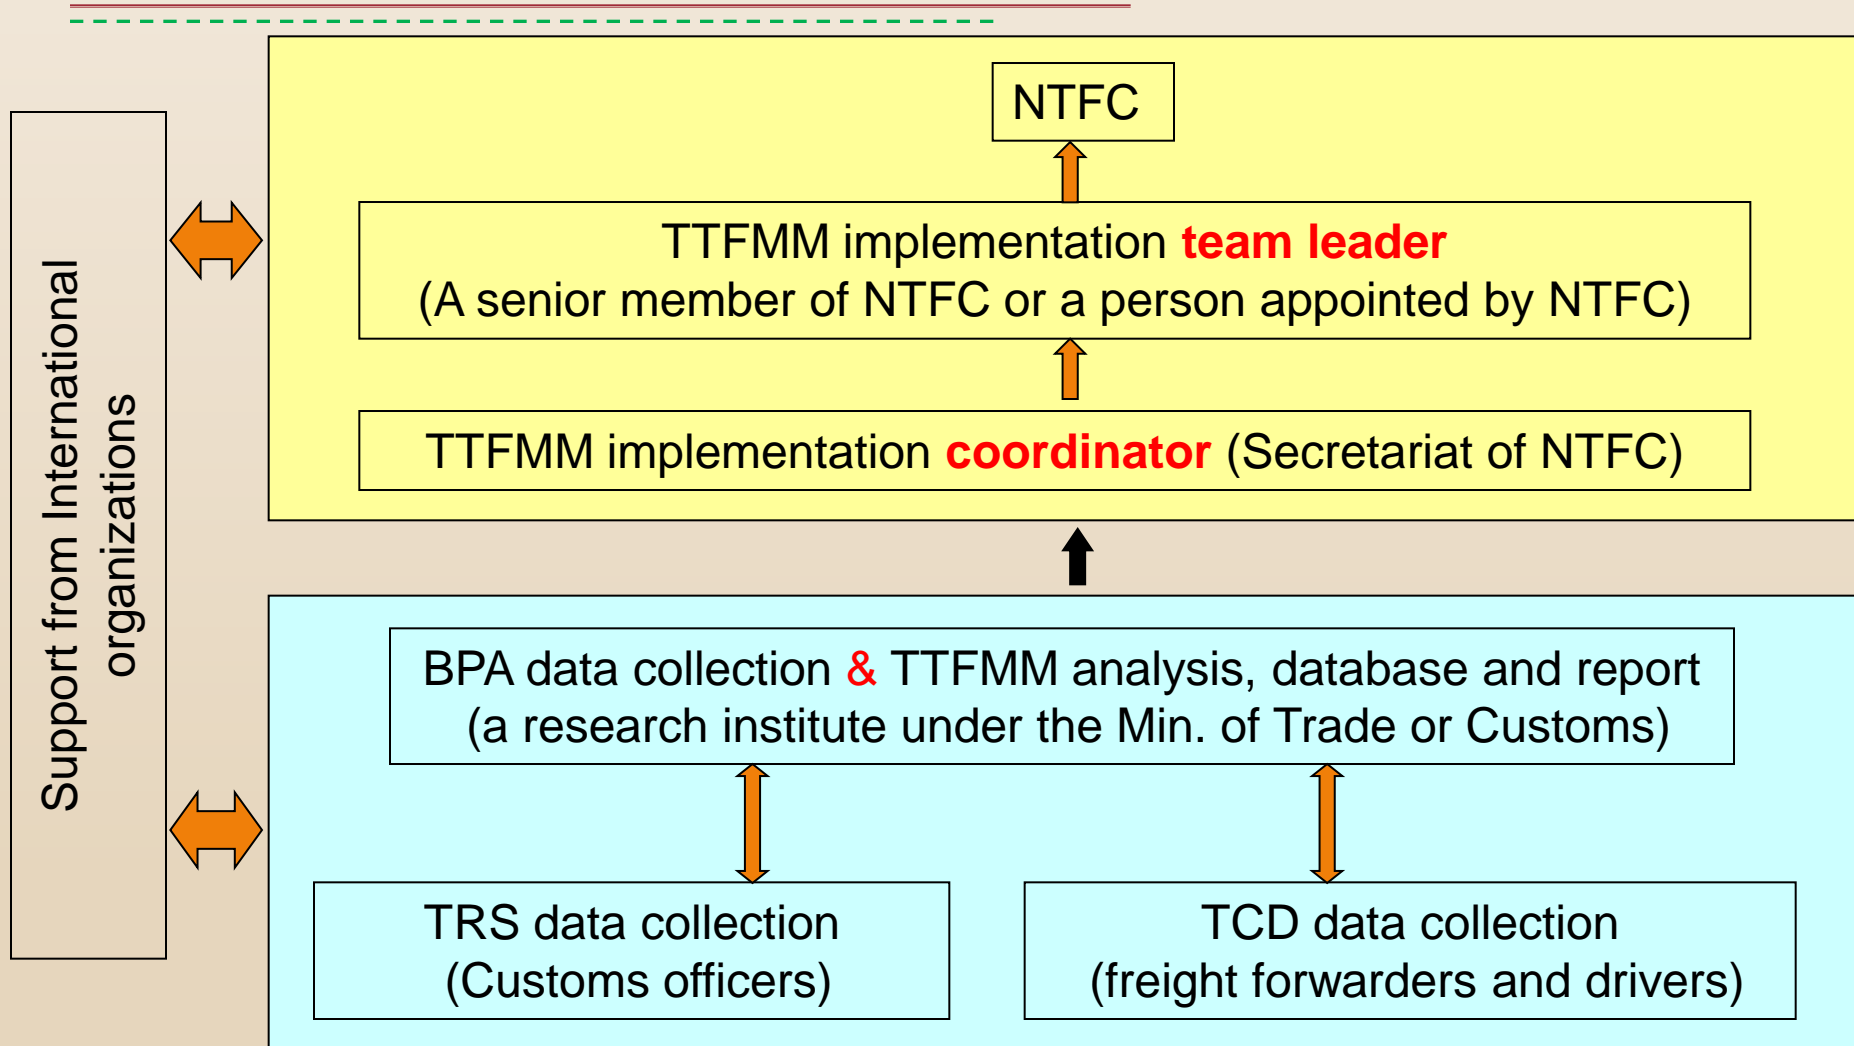 NTFC
TTFMM implementation team leader
(A senior member of NTFC or a person appointed by NTFC)
TTFMM implementation coordinator (Secretariat of NTFC)
Support from International
organizations
BPA data collection & TTFMM analysis, database and report
(a research institute under the Min. of Trade or Customs)
TRS data collection
(Customs officers)
TCD data collection
(freight forwarders and drivers)